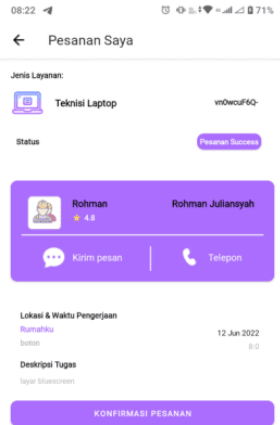 08:22 71%
Pesanan Saya
Jenis Layanan:
Teknisi Laptop vn0wcuF6Q-
Status Pesanan Success
Rohman Rohman Juliansyah
4.8
Kirim pesan Telepon
Lokasi & Waktu Pengerjaan
Rumahku 12 Jun 2022
boton 8:0
Deskripsi Tugas
layar bluescreen
KONFIRMASI PESANAN